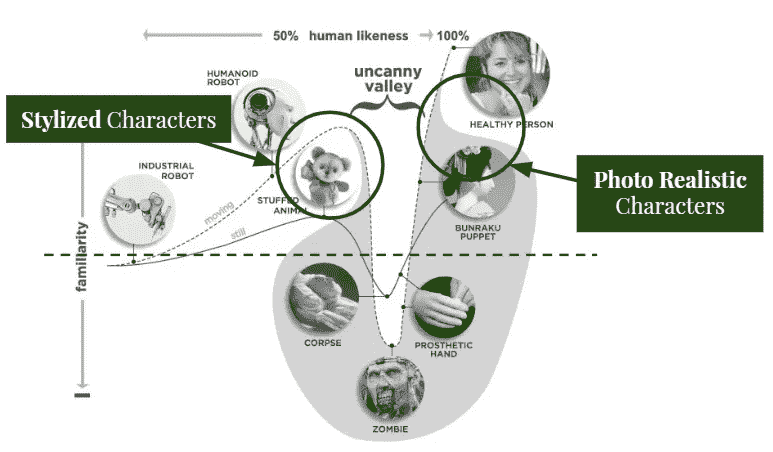 50% human likeness 100%
HUMANOID
ROBOT
uncanny
valley
HEALTHY PERSON
Stylized Characters
INDUSTRIAL
ROBOT
moving
still
STUFFED
ANIMAL
BUNRAKU
PUPPET
Photo Realistic
Characters
familiarity
CORPSE
PROSTHETIC
HAND
ZOMBIE